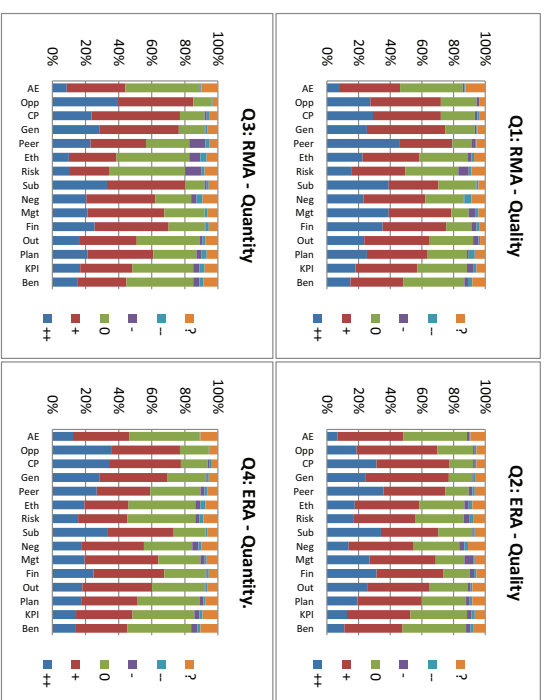 Q1: RMA - Quality
100%
80%
60%
40%
20%
0%
AE
Opp
CP
Gen
Peer
Eth
Risk
Sub
Neg
Mgt
Fin
Out
Plan
KPI
Ben
?
--
-
0
+
++
Q2: ERA - Quality
100%
80%
60%
40%
20%
0%
AE
Opp
CP
Gen
Peer
Eth
Risk
Sub
Neg
Mgt
Fin
Out
Plan
KPI
Ben
?
--
-
0
+
++
Q3: RMA - Quantity
100%
80%
60%
40%
20%
0%
AE
Opp
CP
Gen
Peer
Eth
Risk
Sub
Neg
Mgt
Fin
Out
Plan
KPI
Ben
?
--
-
0
+
++
Q4: ERA - Quantity.
100%
80%
60%
40%
20%
0%
AE
Opp
CP
Gen
Peer
Eth
Risk
Sub
Neg
Mgt
Fin
Out
Plan
KPI
Ben
?
--
-
0
+
++